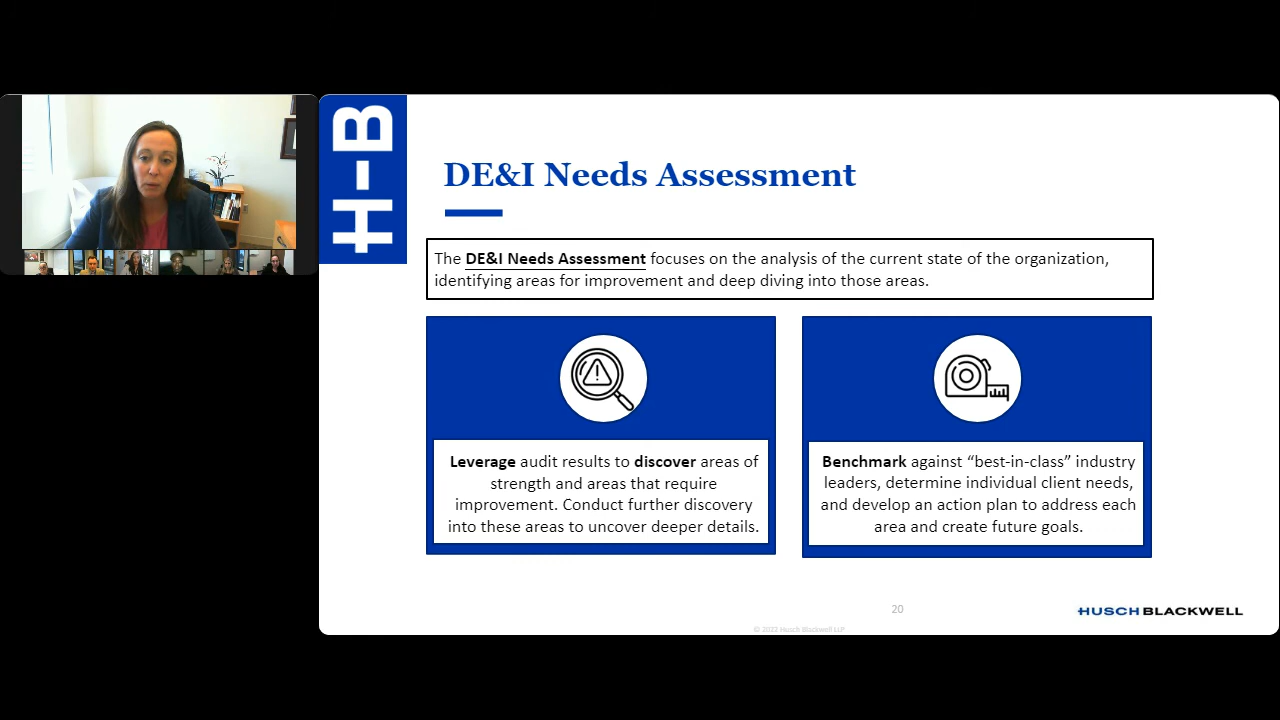 H-B
DE&I Needs Assessment
The DE&I Needs Assessment focuses on the analysis of the current state of the organization,
identifying areas for improvement and deep diving into those areas.
Leverage audit results to discover areas of
strength and areas that require
improvement. Conduct further discovery
into these areas to uncover deeper details.
Benchmark against “best-in-class” industry
leaders, determine individual client needs,
and develop an action plan to address each
area and create future goals.
20
HUSCH BLACKWELL
© 2022 Husch Blackwell LLP